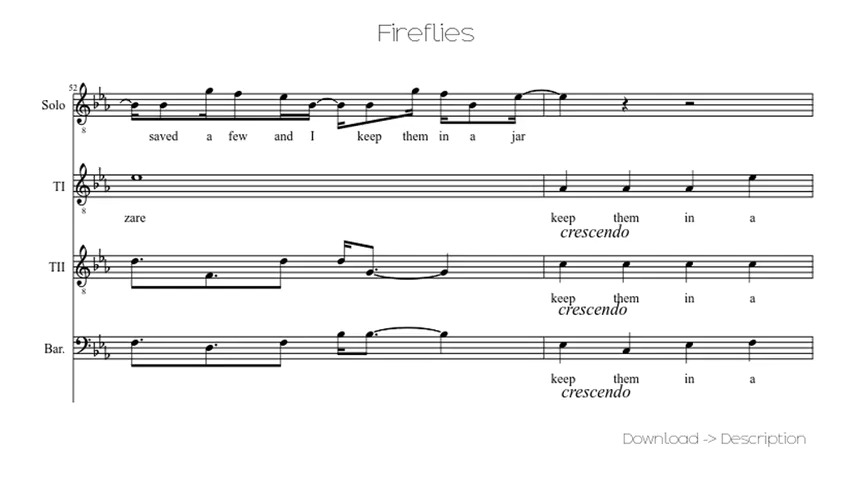 Fireflies
52
Solo
8
saved a few and I keep them in a jar
TI
8
zare keep them in a
crescendo
TII
8
keep them in a
crescendo
Bar.
keep them in a
crescendo
Download -> Description